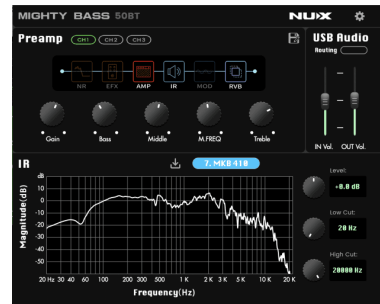 MIGHTY BASS 50BT
NUX
Preamp CH1 CH2 CH3
USB Audio
Routing
NR EFX AMP IR MOD RVB
Gain Bass Middle M.FREQ Treble
IN Vol. OUT Vol.
IR
7. MKB 410
Level:
+0.0 dB
Low Cut:
20 Hz
High Cut:
20000 Hz
Magnitude(dB)
dB
10
0
-10
-20
-30
-40
-50
20 Hz 30 40 60 100 200 300 500 1 K 2 K 3 K 5 K 10 K 20 K
Frequency(Hz)